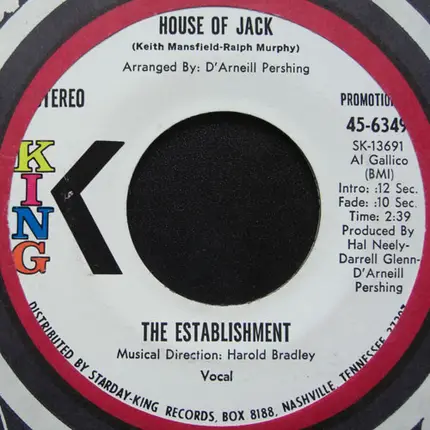 HOUSE OF JACK
(Keith Mansfield-Ralph Murphy)
Arranged By: D'Arneill Pershing
STEREO
PROMOTION
45-6349
SK-13691
Al Gallico
(BMI)
Intro: :12 Sec.
Fade: :10 Sec.
Time: 2:39
Produced By
Hal Neely-
Darrell Glenn-
D'Arneill
Pershing
KING
K
THE ESTABLISHMENT
Musical Direction: Harold Bradley
Vocal
DISTRIBUTED BY STARDAY-KING RECORDS, BOX 8188, NASHVILLE, TENNESSEE